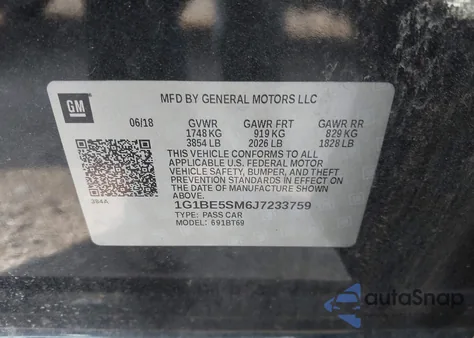 GM
MFD BY GENERAL MOTORS LLC
06/18 GVWR GAWR FRT GAWR RR
1748 KG 919 KG 829 KG
3854 LB 2026 LB 1828 LB
THIS VEHICLE CONFORMS TO ALL
APPLICABLE U.S. FEDERAL MOTOR
VEHICLE SAFETY, BUMPER, AND THEFT
PREVENTION STANDARDS IN EFFECT ON THE
DATE OF MANUFACTURE SHOWN
ABOVE.
1G1BE5SM6J7233759
TYPE: PASS CAR
MODEL: 691BT69
autoSnap